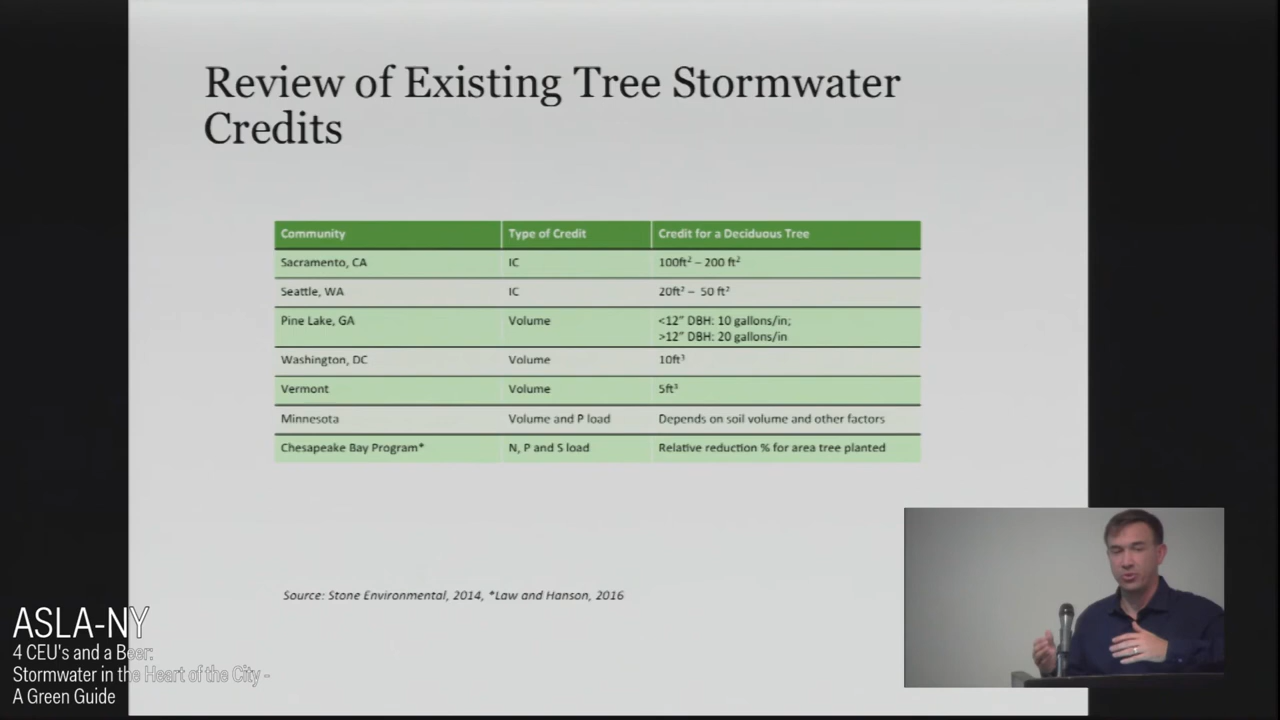 Review of Existing Tree Stormwater
Credits
Community Type of Credit Credit for a Deciduous Tree
Sacramento, CA IC 100ft² – 200 ft²
Seattle, WA IC 20ft² – 50 ft²
Pine Lake, GA Volume <12" DBH: 10 gallons/in;
>12" DBH: 20 gallons/in
Washington, DC Volume 10ft³
Vermont Volume 5ft³
Minnesota Volume and P load Depends on soil volume and other factors
Chesapeake Bay Program* N, P and S load Relative reduction % for area tree planted
Source: Stone Environmental, 2014, *Law and Hanson, 2016
ASLA-NY
4 CEU's and a Beer:
Stormwater in the Heart of the City -
A Green Guide